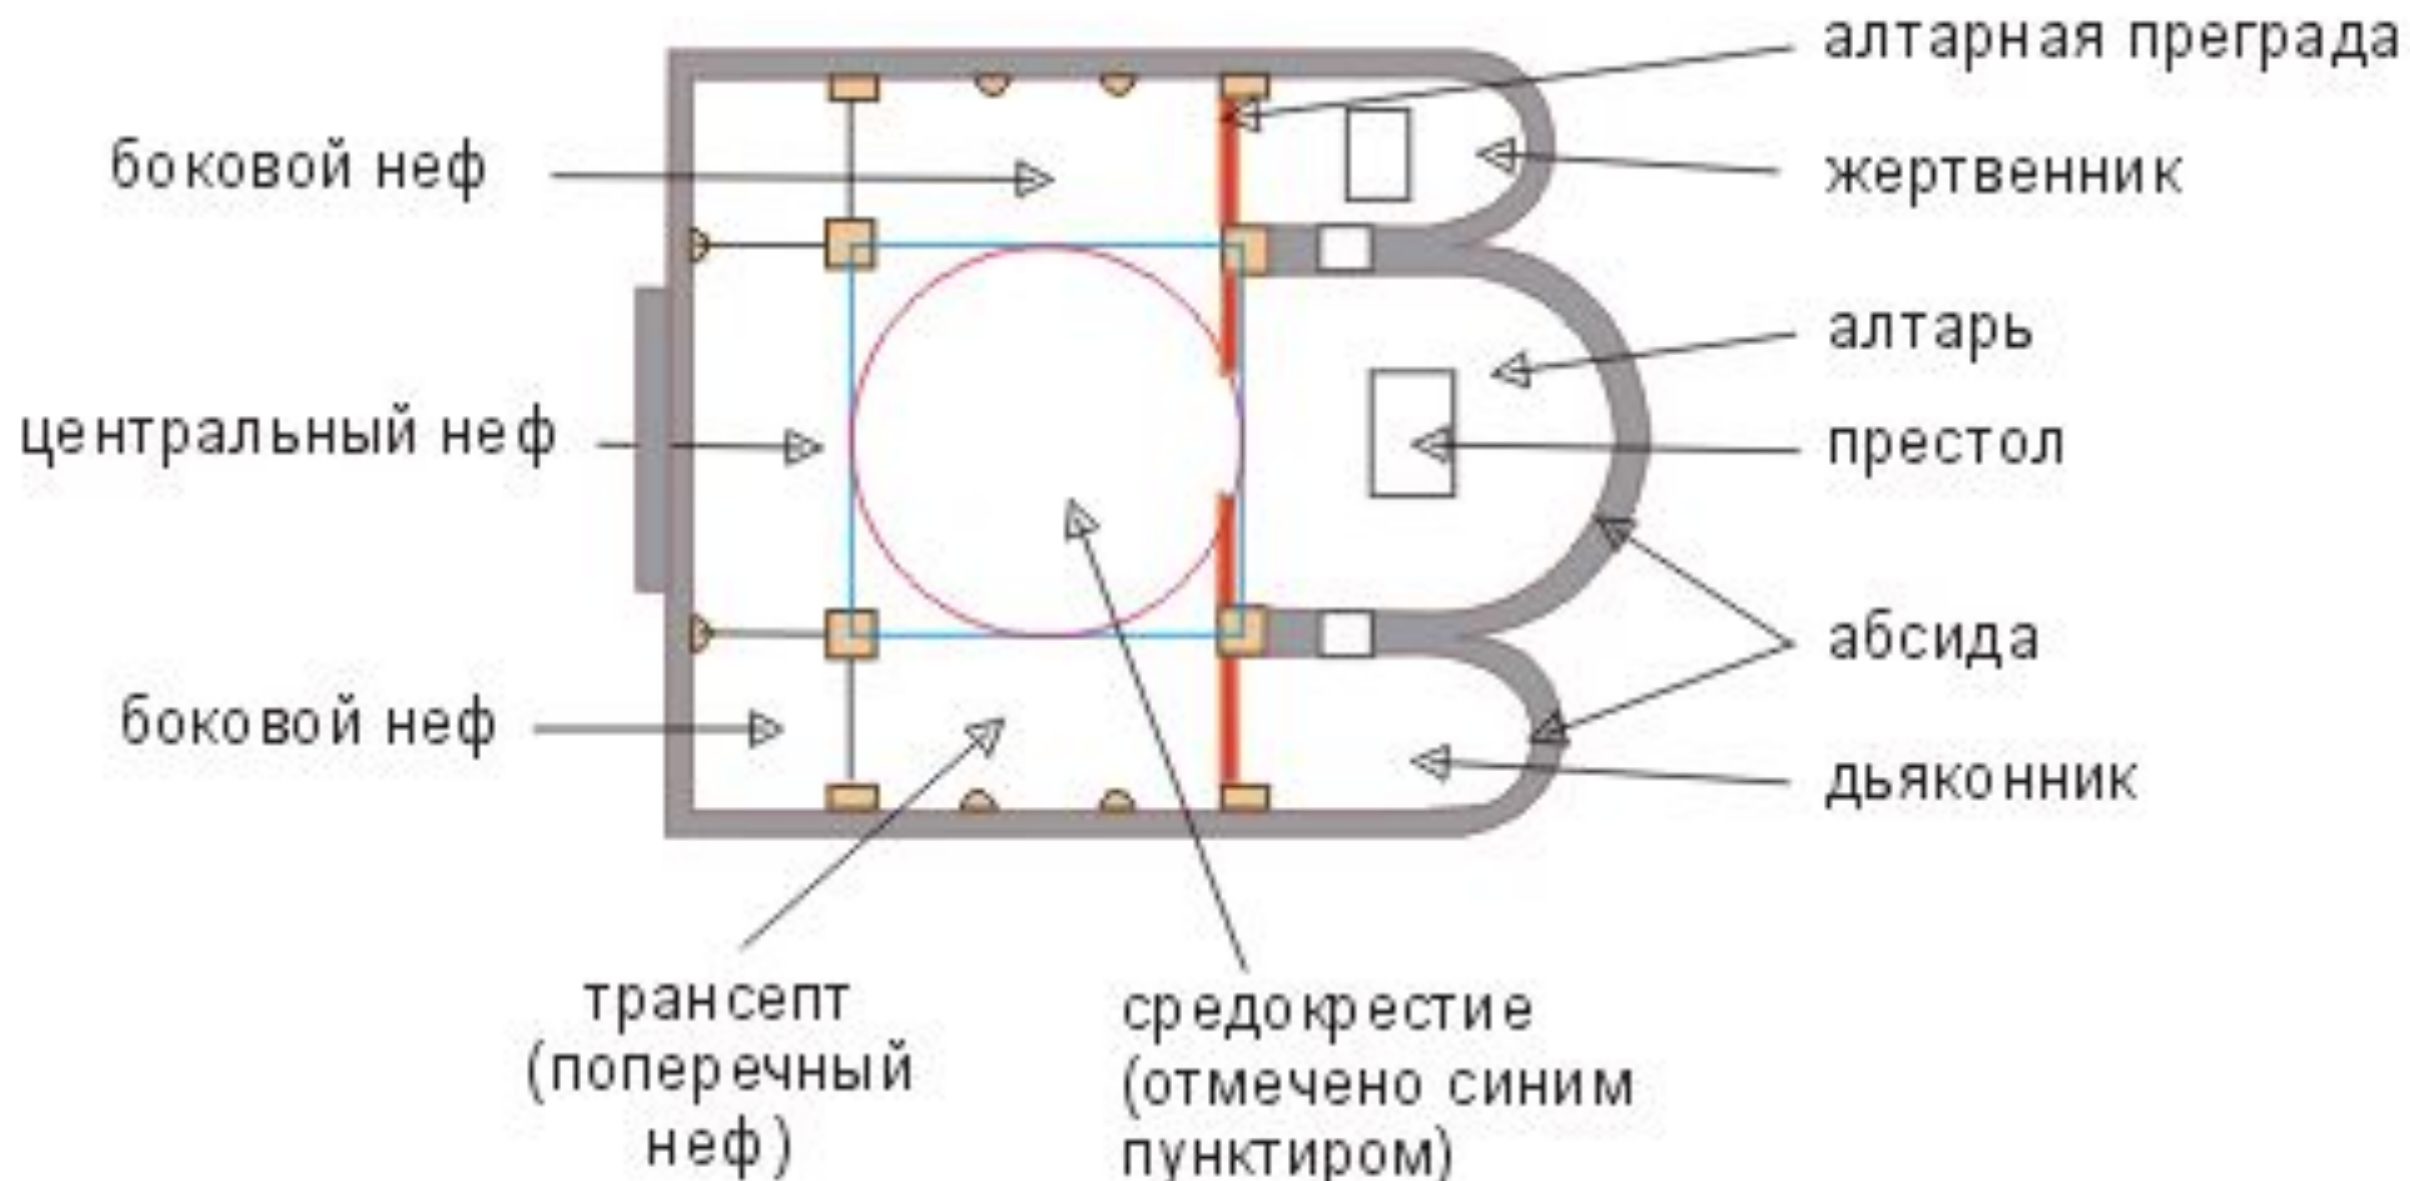 алтарная преграда
боковой неф
жертвенник
алтарь
центральный неф
престол
абсида
боковой неф
дьяконник
трансепт
(поперечный
неф)
средокрестие
(отмечено синим
пунктиром)